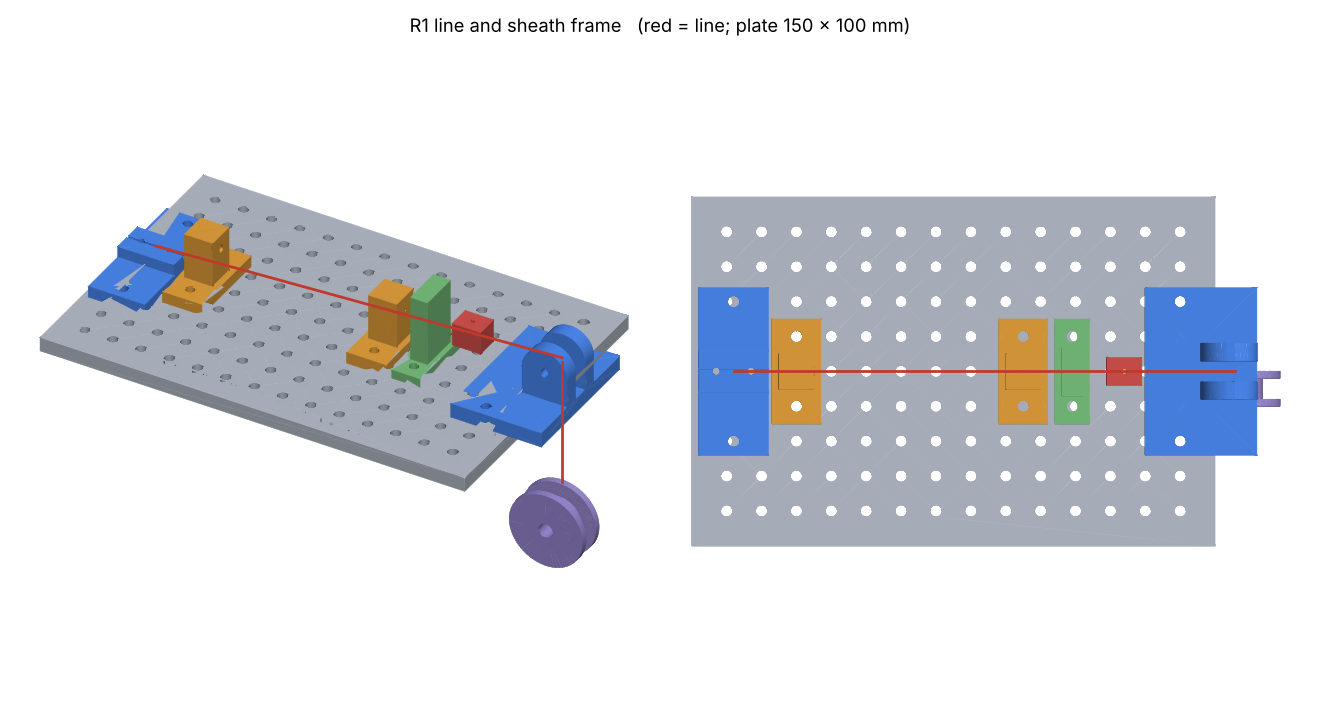 R1 line and sheath frame (red = line; plate 150 × 100 mm)